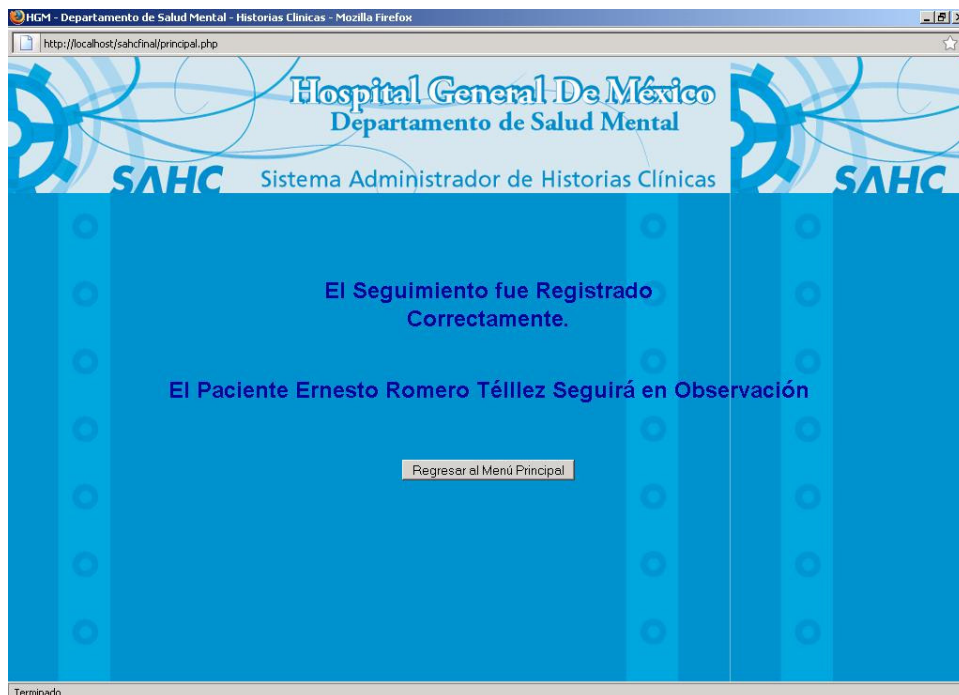 HGM - Departamento de Salud Mental - Historias Clinicas - Mozilla Firefox
http://localhost/sahcfinal/principal.php
Hospital General De México
Departamento de Salud Mental
SAHC
Sistema Administrador de Historias Clínicas
SAHC
El Seguimiento fue Registrado
Correctamente.
El Paciente Ernesto Romero Télllez Seguirá en Observación
Regresar al Menú Principal
Terminado